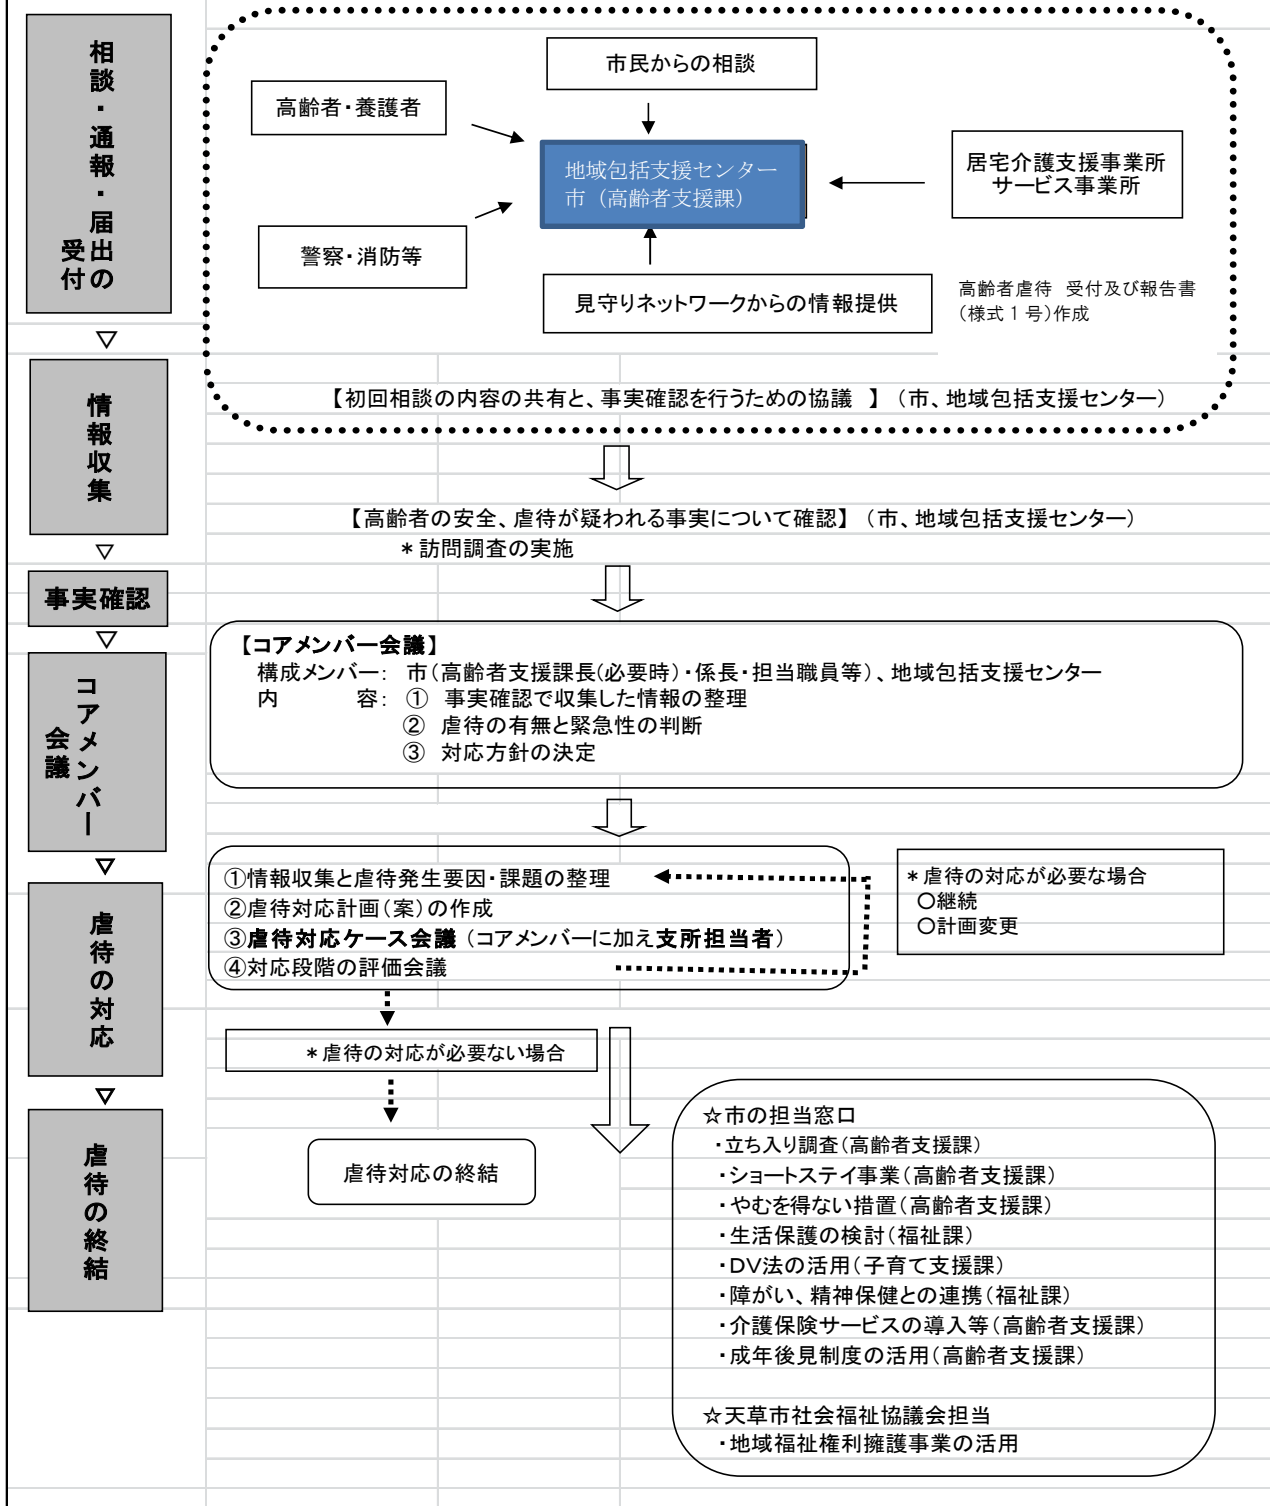 相談・通報・届出の
受付
市民からの相談
高齢者・養護者
地域包括支援センター
市（高齢者支援課）
居宅介護支援事業所
サービス事業所
警察・消防等
見守りネットワークからの情報提供
高齢者虐待　受付及び報告書
（様式１号）作成
▽
情報収集
【初回相談の内容の共有と、事実確認を行うための協議　】（市、地域包括支援センター）
【高齢者の安全、虐待が疑われる事実について確認】（市、地域包括支援センター）
＊訪問調査の実施
▽
事実確認
▽
コアメンバー
会議
【コアメンバー会議】
構成メンバー：　市（高齢者支援課長(必要時)・係長・担当職員等）、地域包括支援センター
内　　　　容：　①　事実確認で収集した情報の整理
②　虐待の有無と緊急性の判断
③　対応方針の決定
▽
虐待の対応
①情報収集と虐待発生要因・課題の整理
②虐待対応計画（案）の作成
③虐待対応ケース会議（コアメンバーに加え支所担当者）
④対応段階の評価会議
＊虐待の対応が必要な場合
○継続
○計画変更
＊虐待の対応が必要ない場合
▽
虐待の終結
虐待対応の終結
☆市の担当窓口
・立ち入り調査（高齢者支援課）
・ショートステイ事業（高齢者支援課）
・やむを得ない措置（高齢者支援課）
・生活保護の検討（福祉課）
・DV法の活用（子育て支援課）
・障がい、精神保健との連携（福祉課）
・介護保険サービスの導入等（高齢者支援課）
・成年後見制度の活用（高齢者支援課）
☆天草市社会福祉協議会担当
・地域福祉権利擁護事業の活用